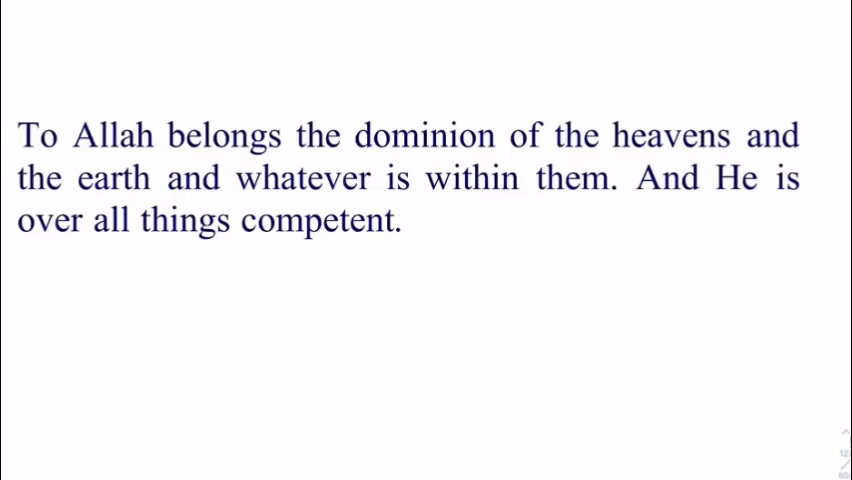 To Allah belongs the dominion of the heavens and
the earth and whatever is within them. And He is
over all things competent.